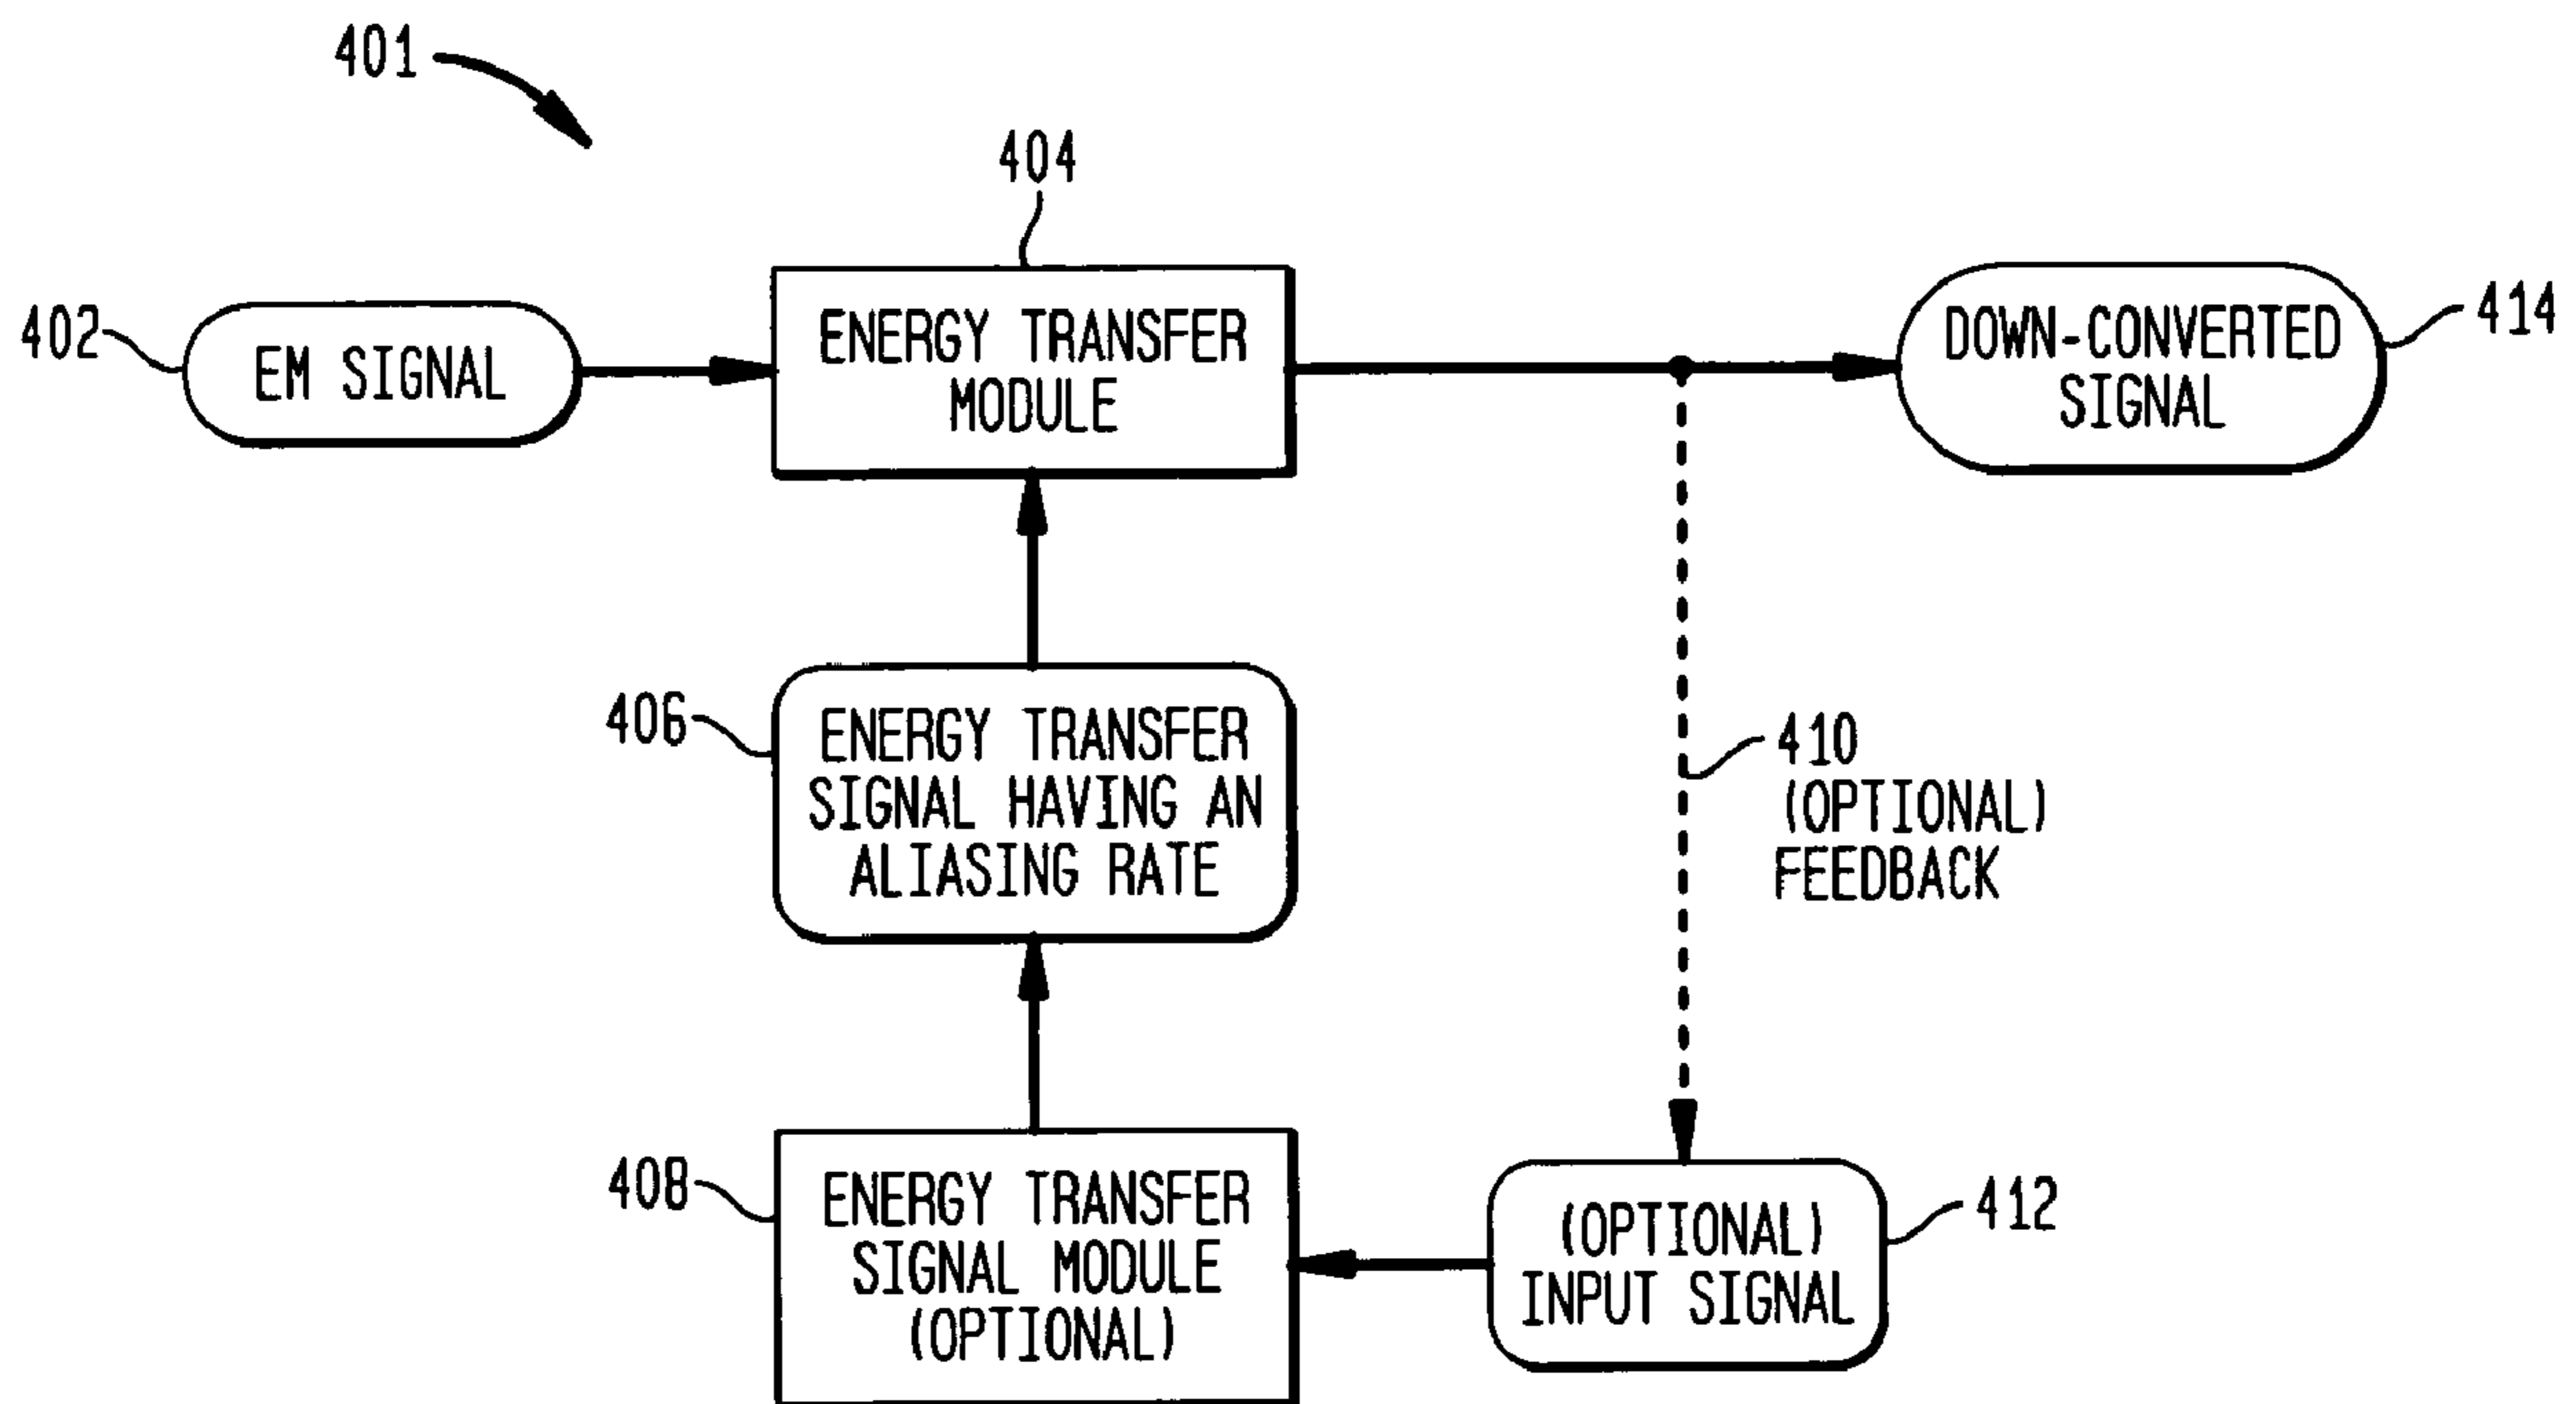 401
404
402
EM SIGNAL
ENERGY TRANSFER
MODULE
DOWN-CONVERTED
SIGNAL
414
406
ENERGY TRANSFER
SIGNAL HAVING AN
ALIASING RATE
410
(OPTIONAL)
FEEDBACK
408
ENERGY TRANSFER
SIGNAL MODULE
(OPTIONAL)
(OPTIONAL)
INPUT SIGNAL
412